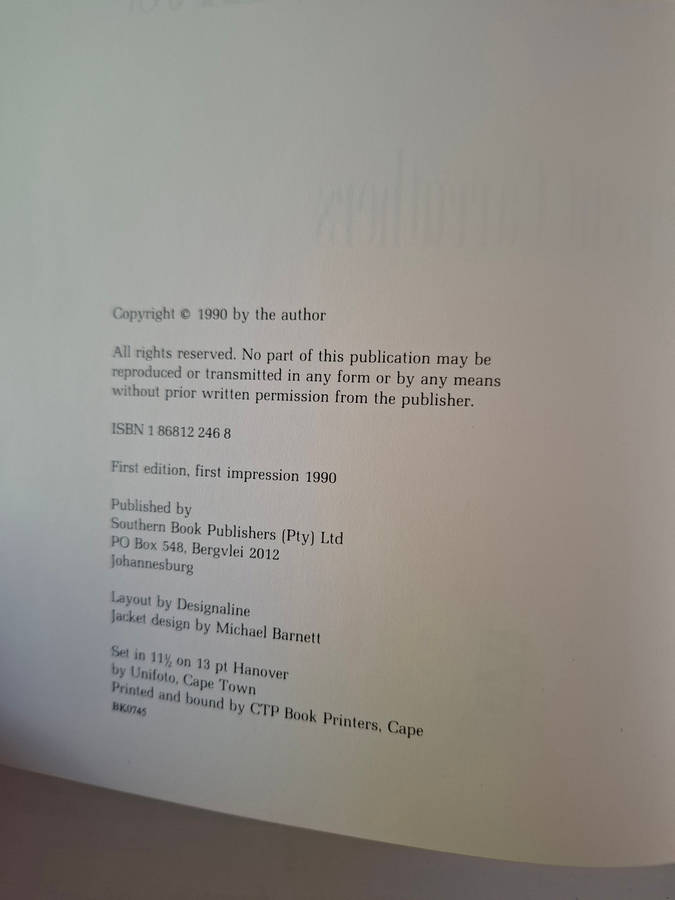 Copyright © 1990 by the author
All rights reserved. No part of this publication may be
reproduced or transmitted in any form or by any means
without prior written permission from the publisher.
ISBN 1 86812 246 8
First edition, first impression 1990
Published by
Southern Book Publishers (Pty) Ltd
PO Box 548, Bergvlei 2012
Johannesburg
Layout by Designaline
Jacket design by Michael Barnett
Set in 11½ on 13 pt Hanover
by Unifoto, Cape Town
Printed and bound by CTP Book Printers, Cape
BK0745